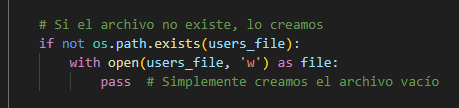 # Si el archivo no existe, lo creamos
if not os.path.exists(users_file):
with open(users_file, 'w') as file:
pass  # Simplemente creamos el archivo vacío